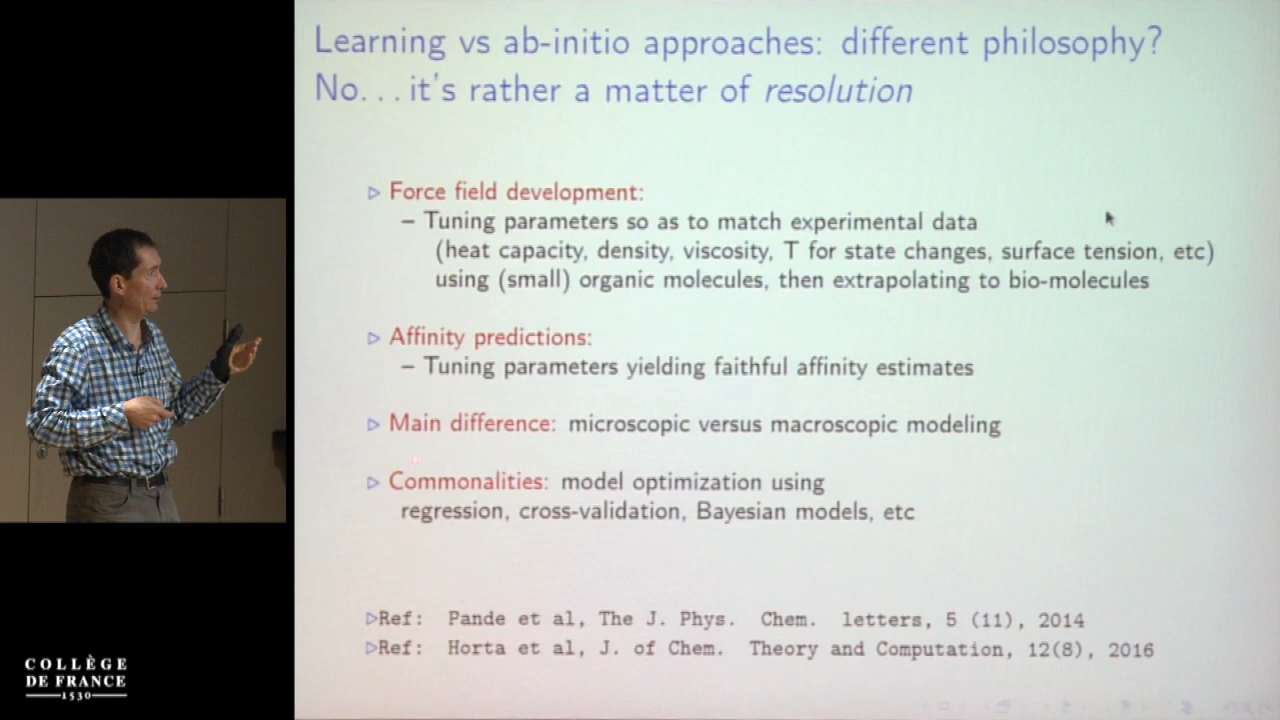 Learning vs ab-initio approaches: different philosophy?
No...it's rather a matter of resolution
▷ Force field development:
– Tuning parameters so as to match experimental data
(heat capacity, density, viscosity, T for state changes, surface tension, etc)
using (small) organic molecules, then extrapolating to bio-molecules
▷ Affinity predictions:
– Tuning parameters yielding faithful affinity estimates
▷ Main difference: microscopic versus macroscopic modeling
▷ Commonalities: model optimization using
regression, cross-validation, Bayesian models, etc
▷Ref: Pande et al, The J. Phys. Chem. letters, 5 (11), 2014
▷Ref: Horta et al, J. of Chem. Theory and Computation, 12(8), 2016
COLLÈGE
DE FRANCE
1530